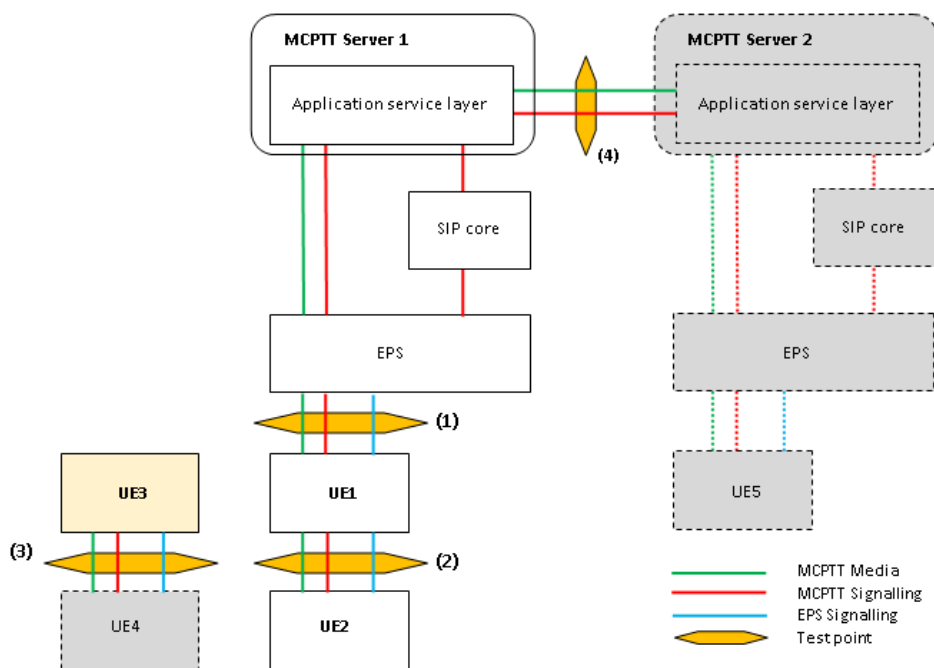 MCPTT Server 1
MCPTT Server 2
Application service layer
Application service layer
(4)
SIP core
SIP core
EPS
EPS
(1)
UE3
UE1
UE5
(3)
(2)
UE4
UE2
MCPTT Media
MCPTT Signalling
EPS Signalling
Test point